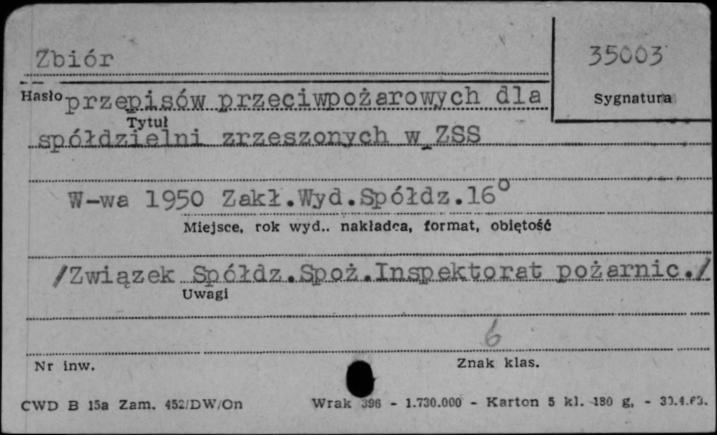 Zbiór
35003
Hasło przepisów przeciwpożarowych dla
Sygnatura
Tytuł
spółdzielni zrzeszonych w ZSS
W-wa 1950 Zakł.Wyd.Spółdz.16°
Miejsce, rok wyd.. nakładca, format, objętość
/Związek Spółdz.Spoż.Inspektorat pożarnic./
Uwagi
6
Nr inw.
Znak klas.
CWD B 15a Zam. 452/DW/On Wrak 396 - 1.730.000 - Karton 5 kl. 180 g. -